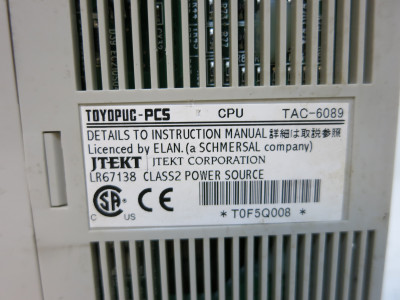 TOYOPUC-PCS CPU TAC-6089
DETAILS TO INSTRUCTION MANUAL 詳細は取説参照
Licenced by ELAN.(a SCHMERSAL company)
JTEKT JTEKT CORPORATION
LR67138 CLASS2 POWER SOURCE
C US
CE
* T0F5Q008 *